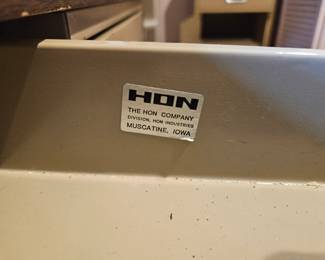 HON
THE HON COMPANY
DIVISION, HON INDUSTRIES
MUSCATINE, IOWA